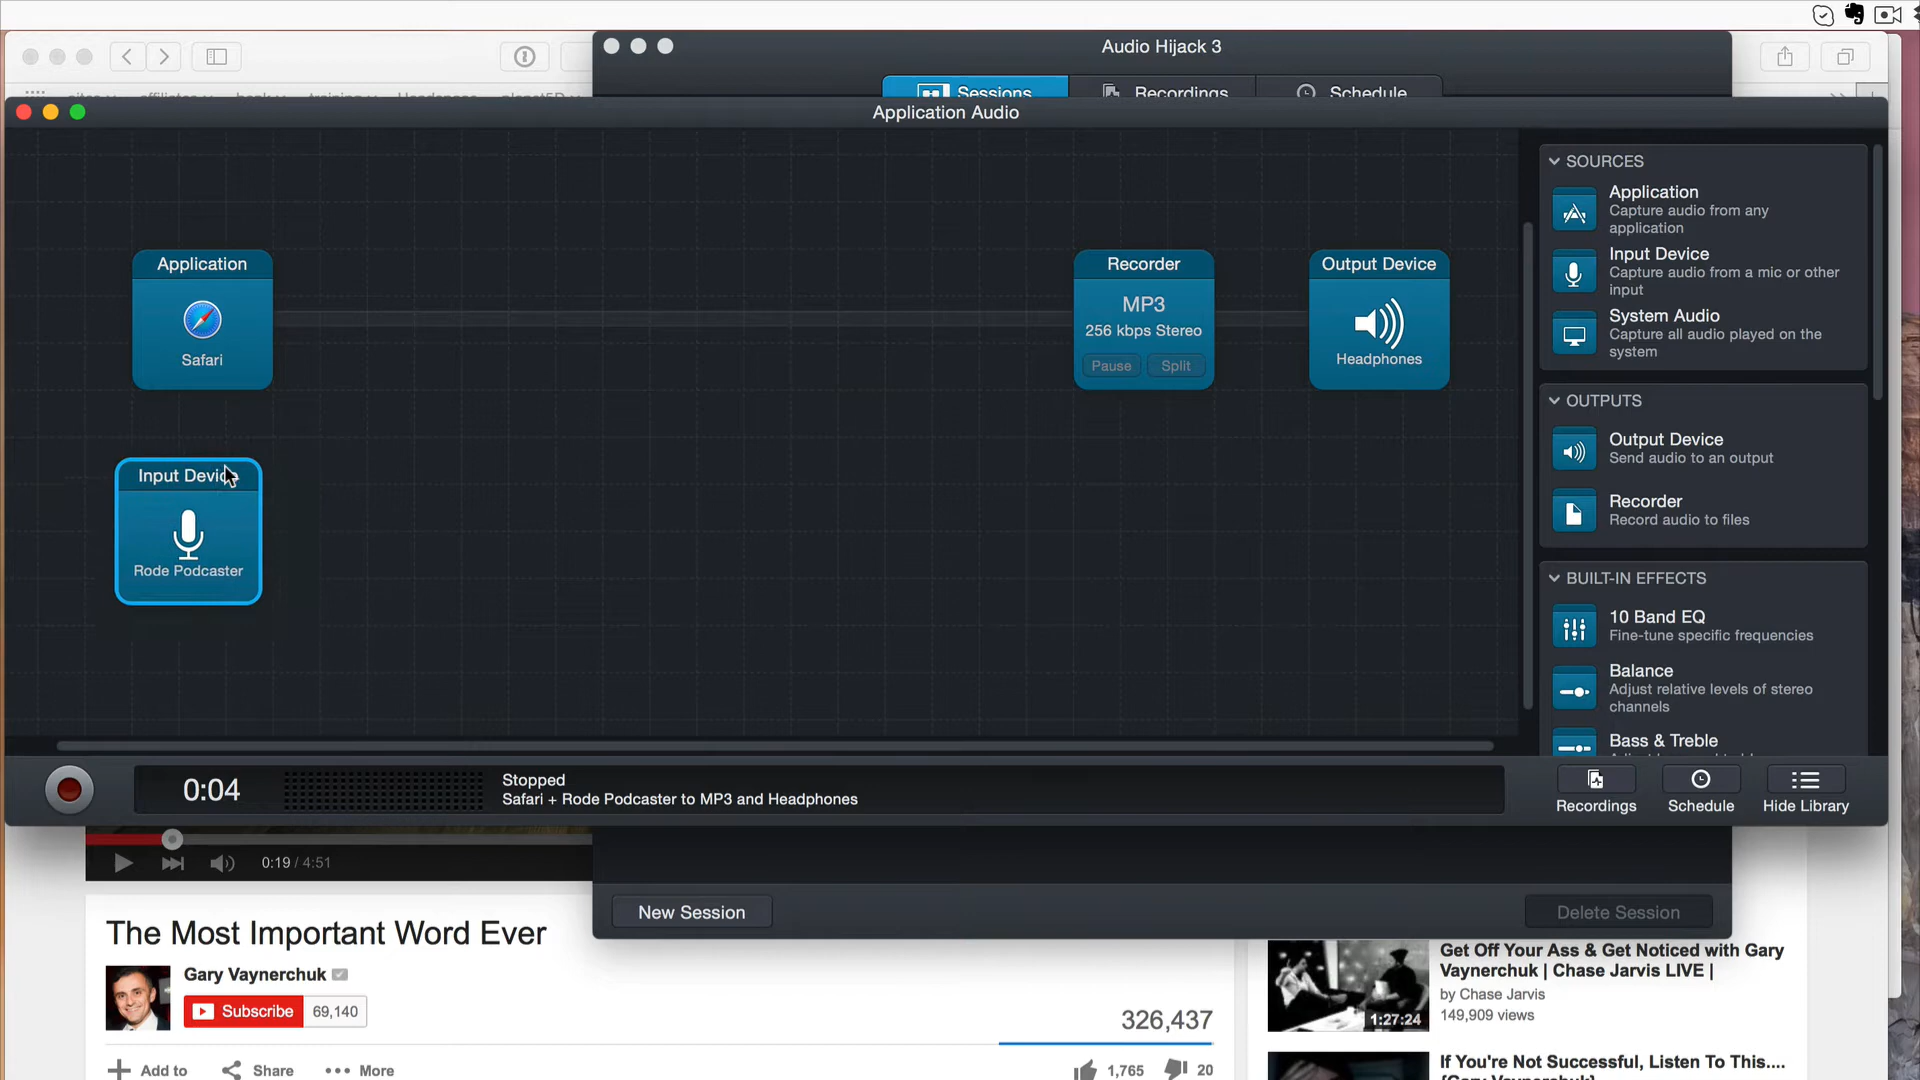 Audio Hijack 3
Sessions
Recordings
Schedule
Application Audio
Application
Safari
Input Device
Rode Podcaster
Recorder
MP3
256 kbps Stereo
Pause
Split
Output Device
Headphones
SOURCES
Application
Capture audio from any
application
Input Device
Capture audio from a mic or other
input
System Audio
Capture all audio played on the
system
OUTPUTS
Output Device
Send audio to an output
Recorder
Record audio to files
BUILT-IN EFFECTS
10 Band EQ
Fine-tune specific frequencies
Balance
Adjust relative levels of stereo
channels
Bass & Treble
0:04
Stopped
Safari + Rode Podcaster to MP3 and Headphones
Recordings
Schedule
Hide Library
0:19 / 4:51
New Session
Delete Session
The Most Important Word Ever
Gary Vaynerchuk
Subscribe
69,140
326,437
Add to
Share
More
1,765
20
1:27:24
Get Off Your Ass & Get Noticed with Gary
Vaynerchuk | Chase Jarvis LIVE |
by Chase Jarvis
149,909 views
If You're Not Successful, Listen To This....